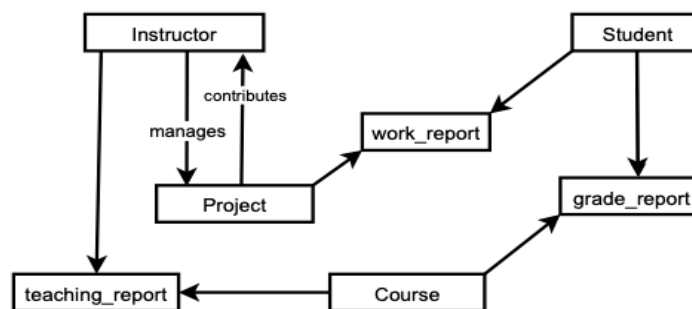 Instructor
Student
contributes
manages
work_report
Project
grade_report
teaching_report
Course